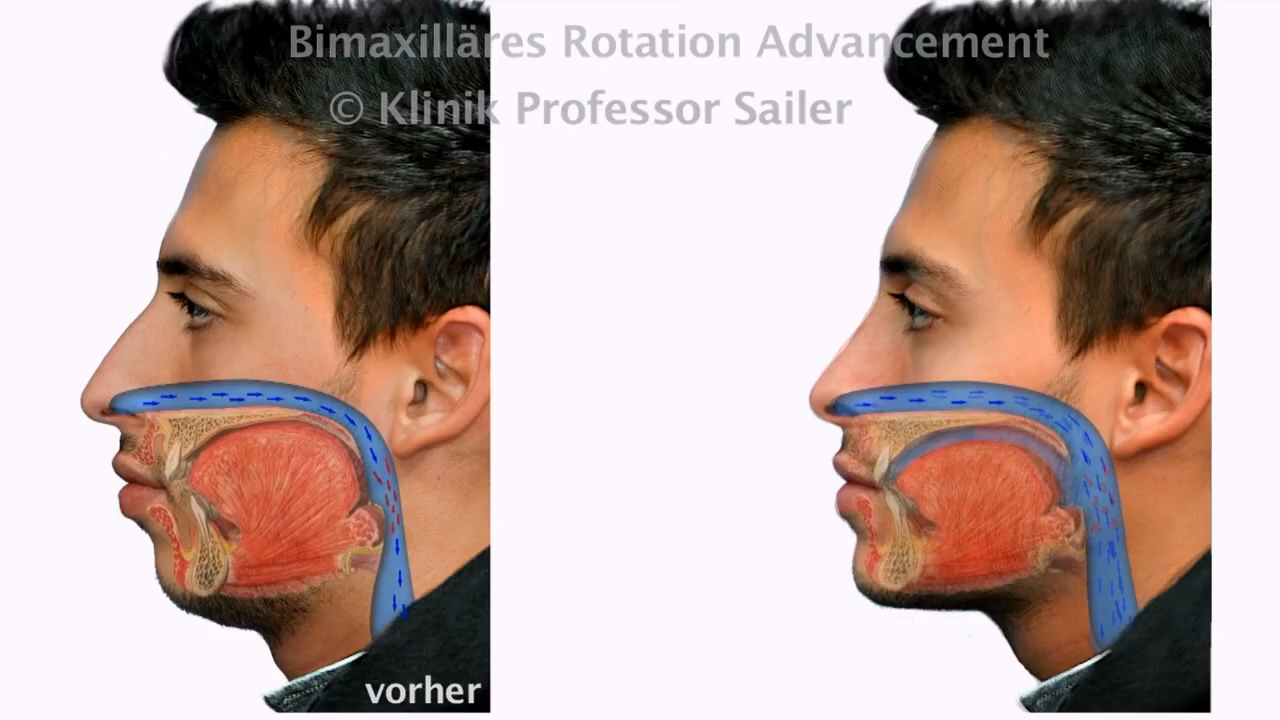 Bimaxilläres Rotation Advancement
© Klinik Professor Sailer
vorher